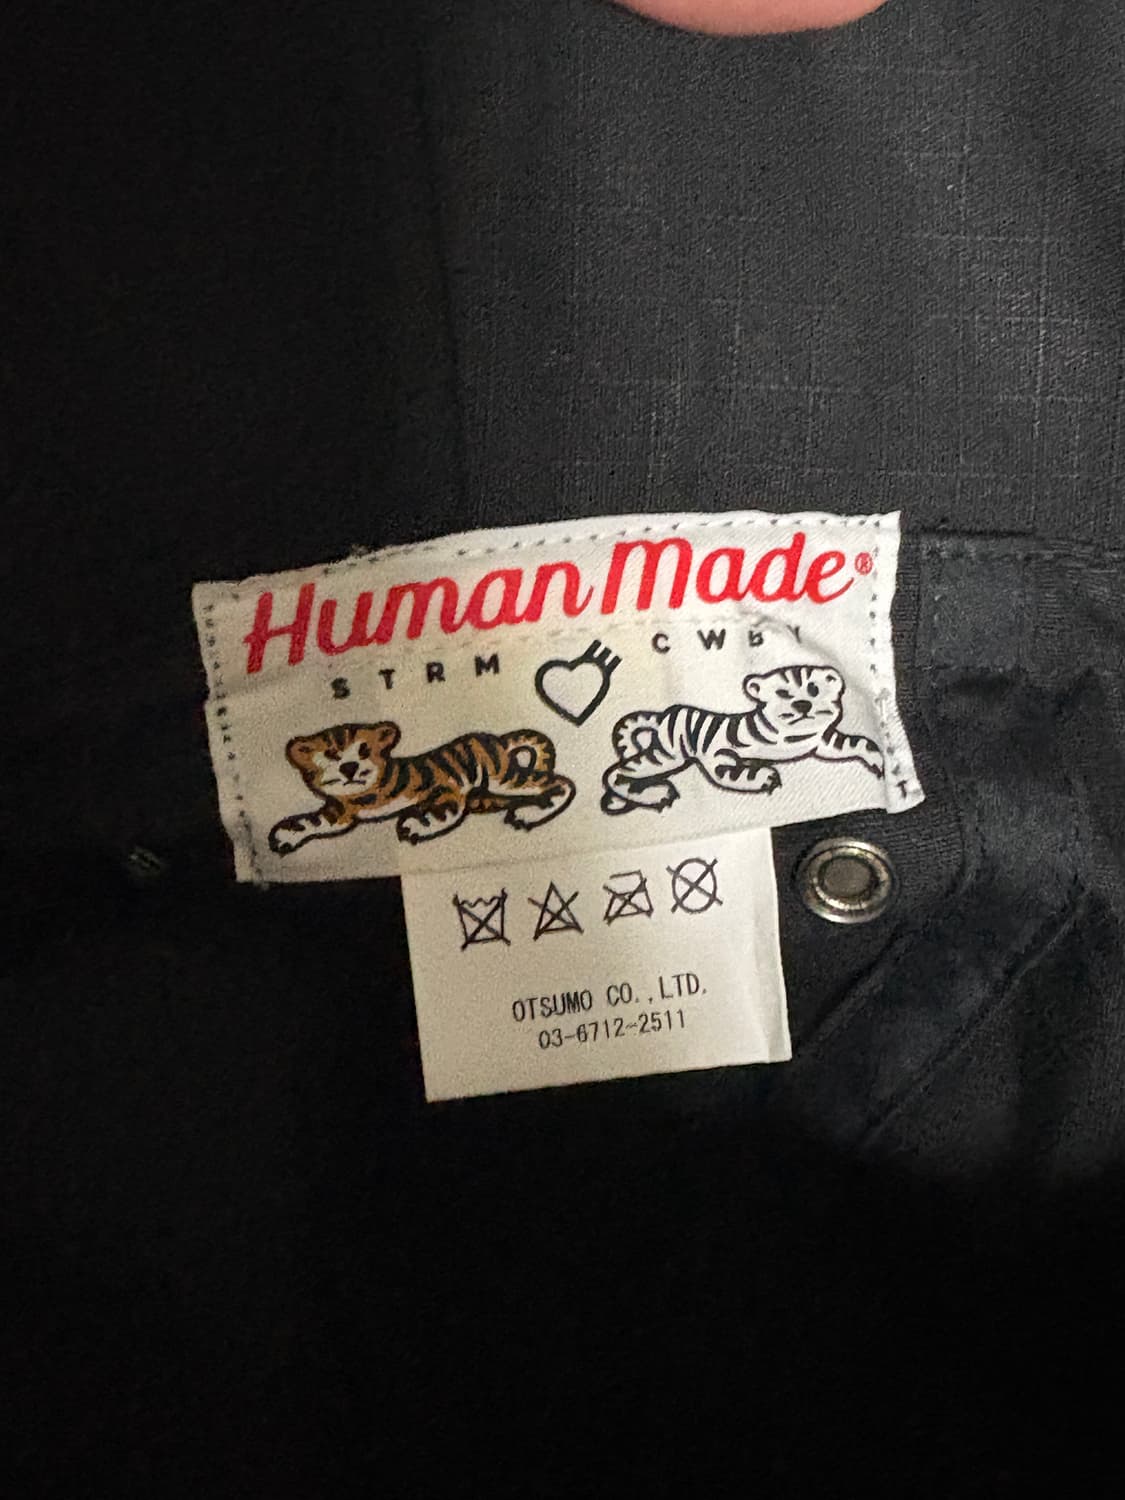 Human Made®
STRM CWBY
OTSUMO CO.,LTD.
03-6712-2511